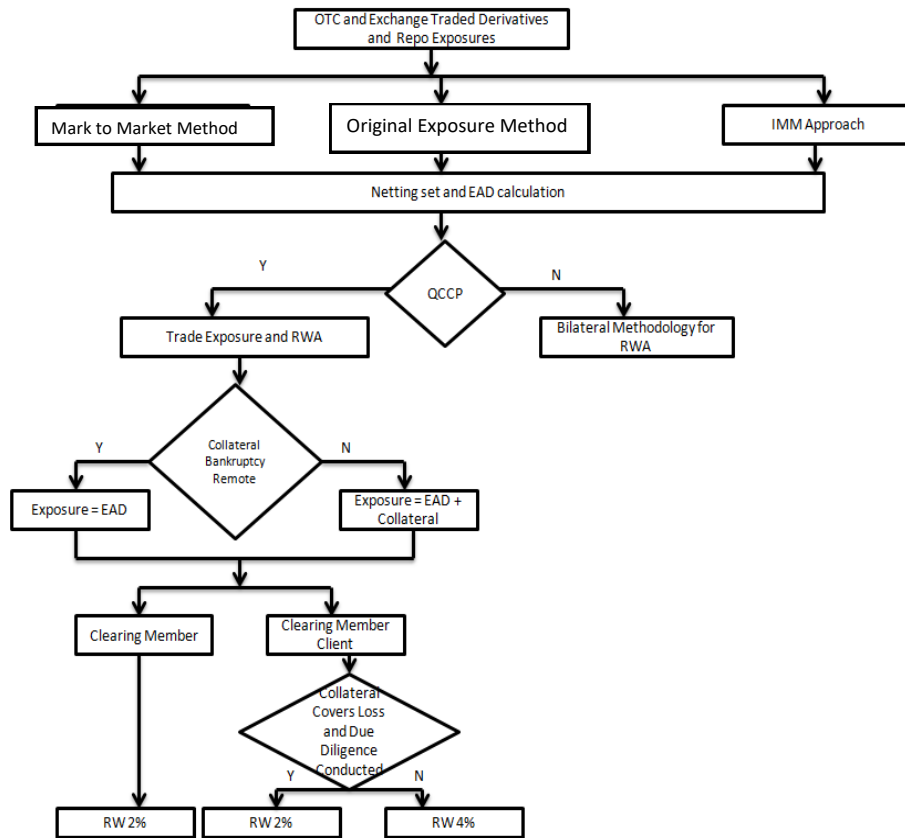 OTC and Exchange Traded Derivatives
and Repo Exposures
Mark to Market Method
Original Exposure Method
IMM Approach
Netting set and EAD calculation
Y
N
QCCP
Trade Exposure and RWA
Bilateral Methodology for
RWA
Y
N
Collateral
Bankruptcy
Remote
Exposure = EAD
Exposure = EAD +
Collateral
Clearing Member
Clearing Member
Client
Collateral
Covers Loss
and Due
Diligence
Conducted
Y
N
RW 2%
RW 2%
RW 4%